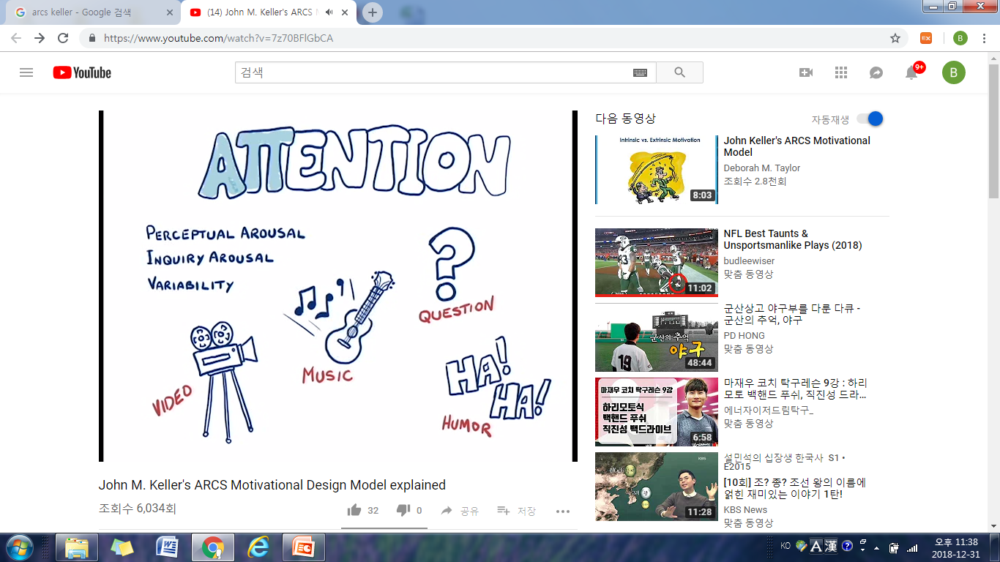 arcs keller - Google 검색
(14) John M. Keller's ARCS M
https://www.youtube.com/watch?v=7z70BFlGbCA
B
YouTube
검색
9+
B
ATTENTION
PERCEPTUAL AROUSAL
INQUIRY AROUSAL
VARIABILITY
?
QUESTION
MUSIC
VIDEO
HA!
HA!
HUMOR
John M. Keller's ARCS Motivational Design Model explained
조회수 6,034회
32
0
공유
저장
다음 동영상
자동재생
Intrinsic vs. Extrinsic Motivation
8:03
John Keller's ARCS Motivational
Model
Deborah M. Taylor
조회수 2.8천회
11:02
NFL Best Taunts &
Unsportsmanlike Plays (2018)
budleewiser
맞춤 동영상
군산의 추억
야구
19
48:44
군산상고 야구부를 다룬 다큐 -
군산의 추억, 야구
PD HONG
맞춤 동영상
마재우 코치 탁구레슨 9강
하리모토식
백핸드 푸쉬
직진성 백드라이브
6:58
마재우 코치 탁구레슨 9강 : 하리
모토 백핸드 푸쉬, 직진성 드라...
에너자이저드림탁구_
맞춤 동영상
KBS
11:28
설민석의 십장생 한국사 S1 •
E2015
[10회] 조? 종? 조선 왕의 이름에
얽힌 재미있는 이야기 1탄!
KBS News
맞춤 동영상
KO
A 漢
오후 11:38
2018-12-31